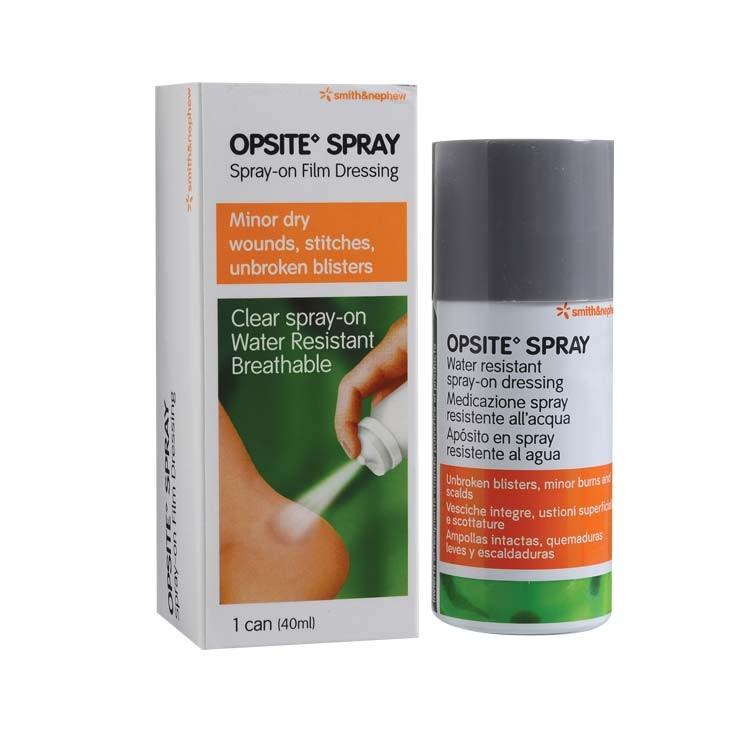 smith&nephew
OPSITE◊ SPRAY
Spray-on Film Dressing
Minor dry
wounds, stitches,
unbroken blisters
Clear spray-on
Water Resistant
Breathable
1 can (40ml)
smith&nephew
OPSITE◊ SPRAY
spray-on Film Dressing
smith&nephew
OPSITE◊ SPRAY
Water resistant
spray-on dressing
Medicazione spray
resistente all'acqua
Apósito en spray
resistente al agua
Unbroken blisters, minor burns and
scalds
Vesciche integre, ustioni superficiali
e scottature
Ampollas intactas, quemaduras
leves y escaldaduras